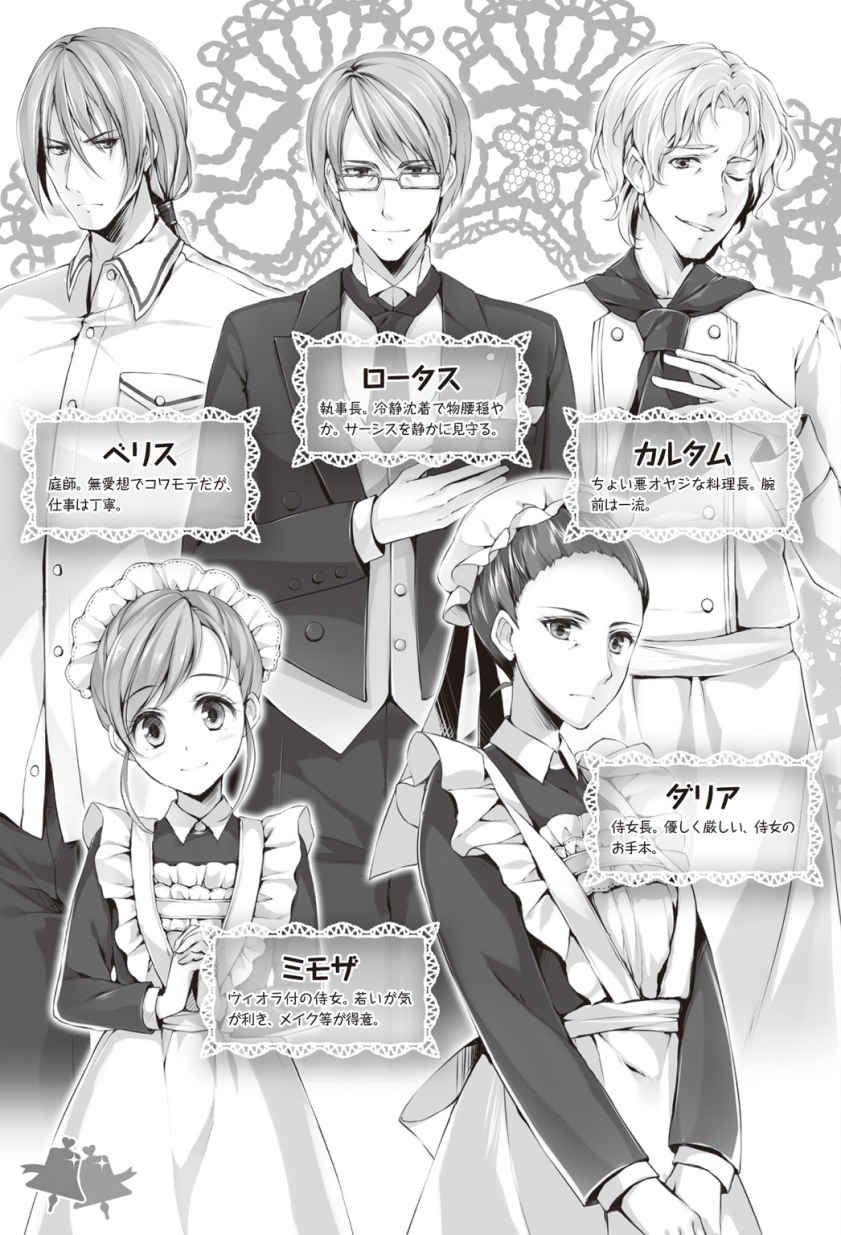 ロータス
執事長。冷静沈着で物腰穏や
か。サーシスを静かに見守る。
ベリス
庭師。無愛想でコワモテだが、
仕事は丁寧。
カルタム
ちょい悪オヤジな料理長。腕
前は一流。
ダリア
侍女長。優しく厳しい、侍女の
お手本。
ミモザ
ヴィオラ付の侍女。若いが気
が利き、メイク等が得意。